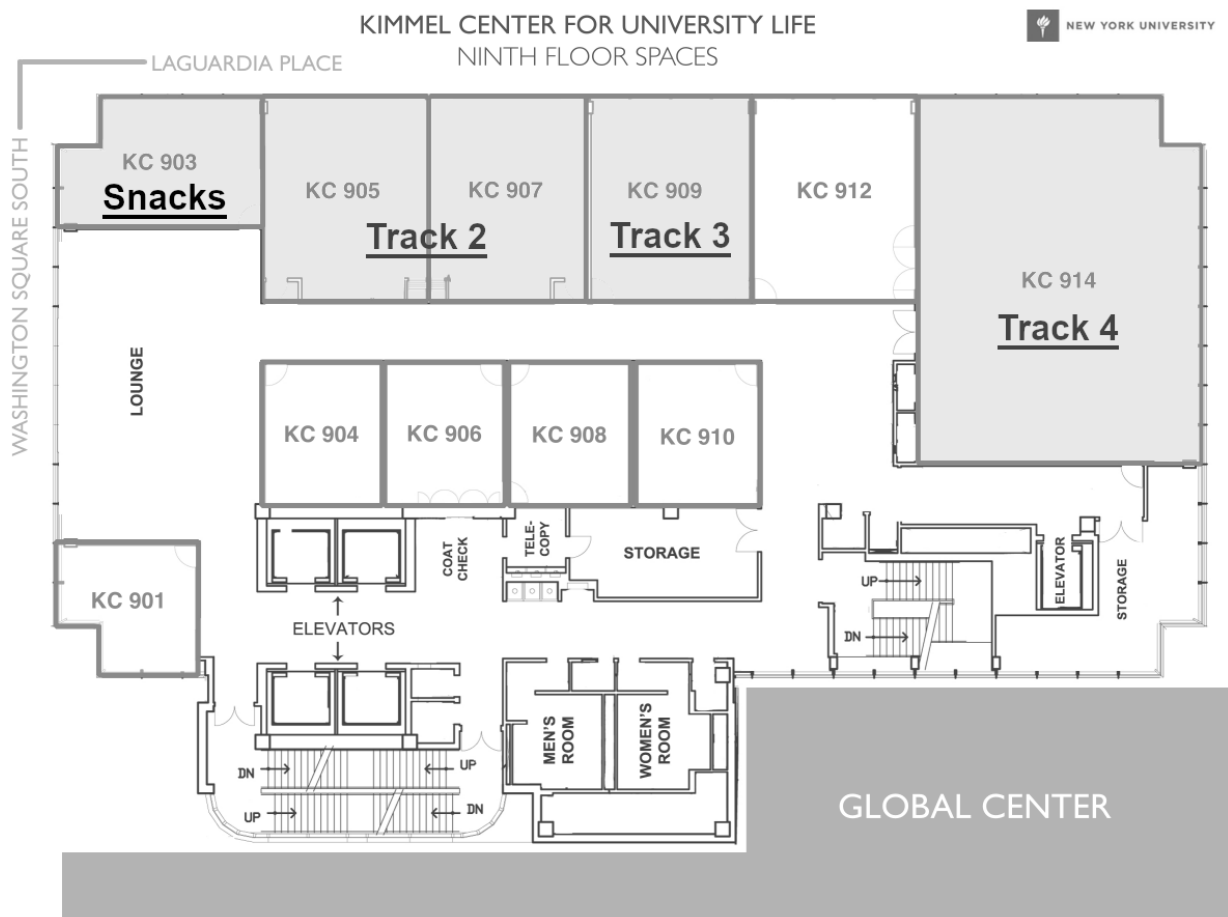 KIMMEL CENTER FOR UNIVERSITY LIFE
NINTH FLOOR SPACES
NEW YORK UNIVERSITY
LAGUARDIA PLACE
WASHINGTON SQUARE SOUTH
KC 903
Snacks
KC 905
KC 907
Track 2
KC 909
Track 3
KC 912
KC 914
Track 4
LOUNGE
KC 904
KC 906
KC 908
KC 910
KC 901
COAT
CHECK
TELE-
COPY
STORAGE
ELEVATORS
UP
DN
ELEVATOR
STORAGE
MEN'S
ROOM
WOMEN'S
ROOM
DN
UP
UP
DN
GLOBAL CENTER